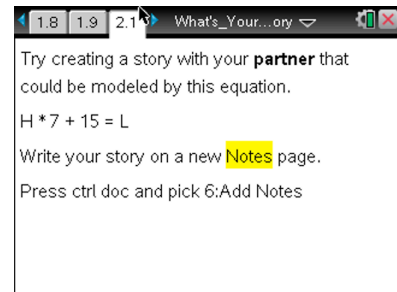 1.8 1.9 2.1 What's_Your...ory
Try creating a story with your partner that
could be modeled by this equation.
H * 7 + 15 = L
Write your story on a new Notes page.
Press ctrl doc and pick 6:Add Notes